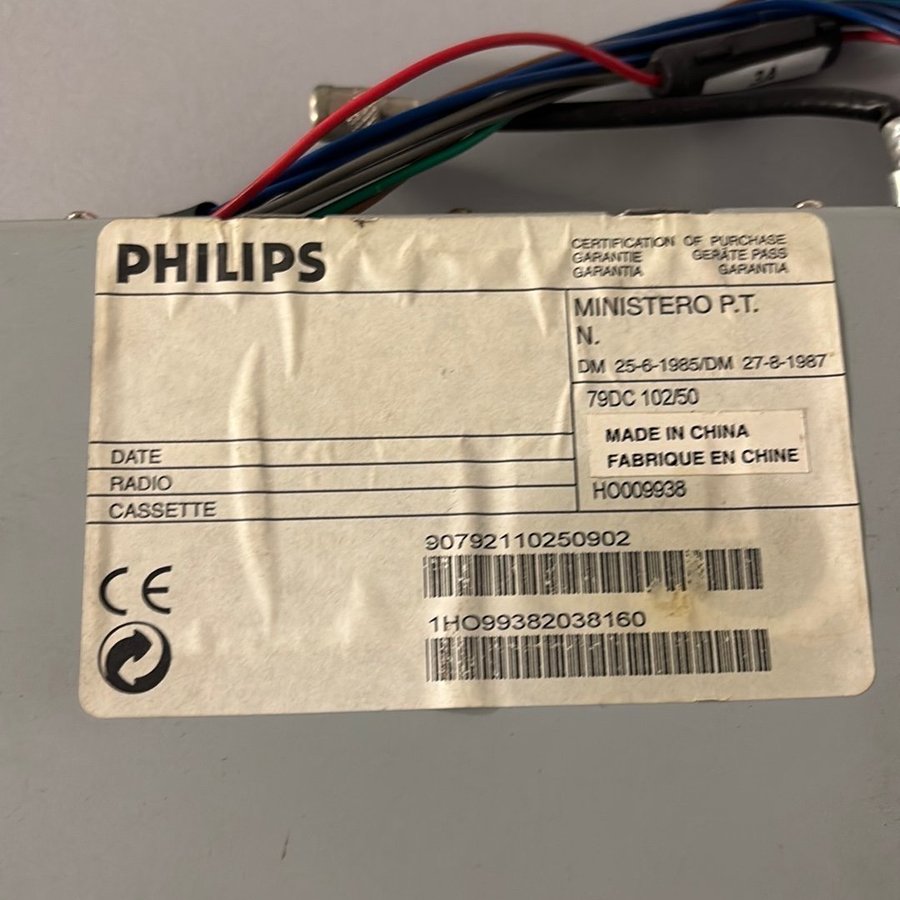 PHILIPS
CERTIFICATION OF PURCHASE
GARANTIE GERÄTE PASS
GARANTIA GARANTIA
MINISTERO P.T.
N.
DM 25-6-1985/DM 27-8-1987
79DC 102/50
MADE IN CHINA
FABRIQUE EN CHINE
HO009938
DATE
RADIO
CASSETTE
90792110250902
1HO99382038160
CE